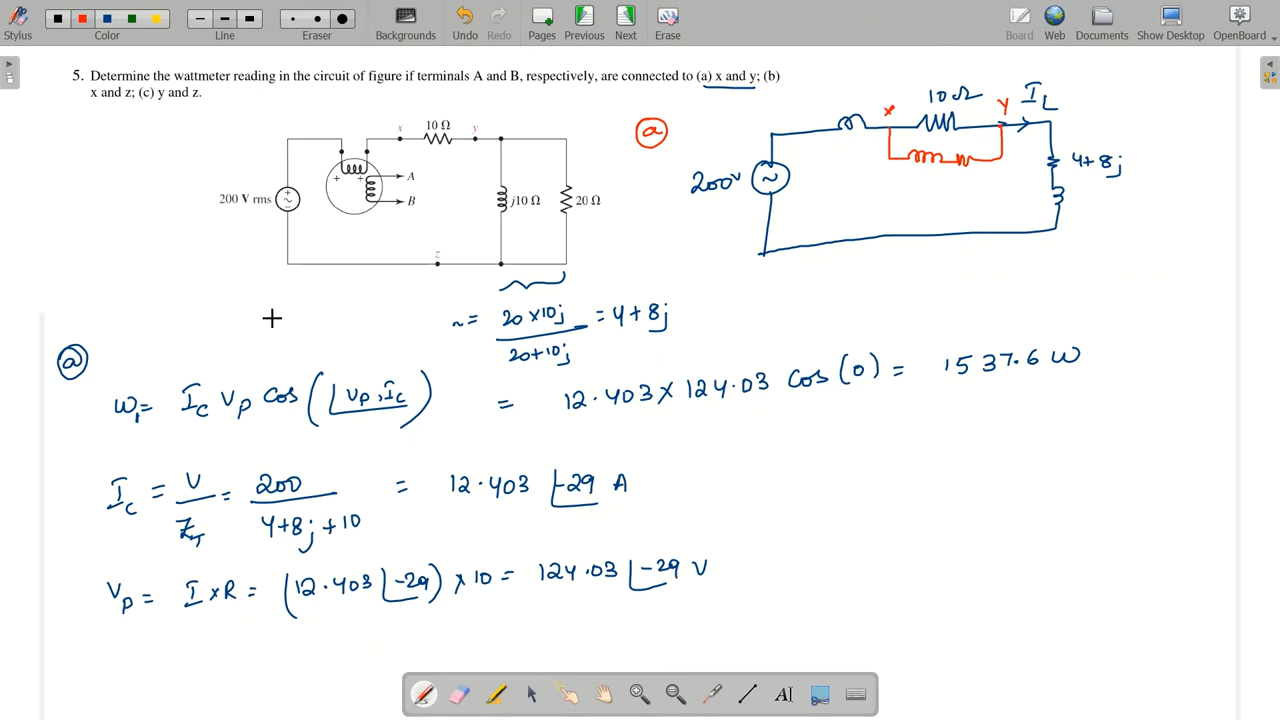 Stylus
Color
Line
Eraser
Backgrounds
Undo
Redo
Pages
Previous
Next
Erase
Board
Web
Documents
Show Desktop
OpenBoard
5. Determine the wattmeter reading in the circuit of figure if terminals A and B, respectively, are connected to (a) x and y; (b)
x and z; (c) y and z.
200 V rms
+
−
+
+
A
B
x
10 Ω
y
z
j10 Ω
20 Ω
a
200V
x
10Ω
y
I_L
4+8j
~ = 20×10j / 20+10j = 4+8j
a
W₁= I_c V_p cos(∠V_p, I_c) = 12.403 × 124.03 cos(0) = 1537.6 W
I_c = V / Z_T = 200 / 4+8j+10 = 12.403 ∠-29 A
V_p = I×R = (12.403 ∠-29) × 10 = 124.03 ∠-29 V
AI